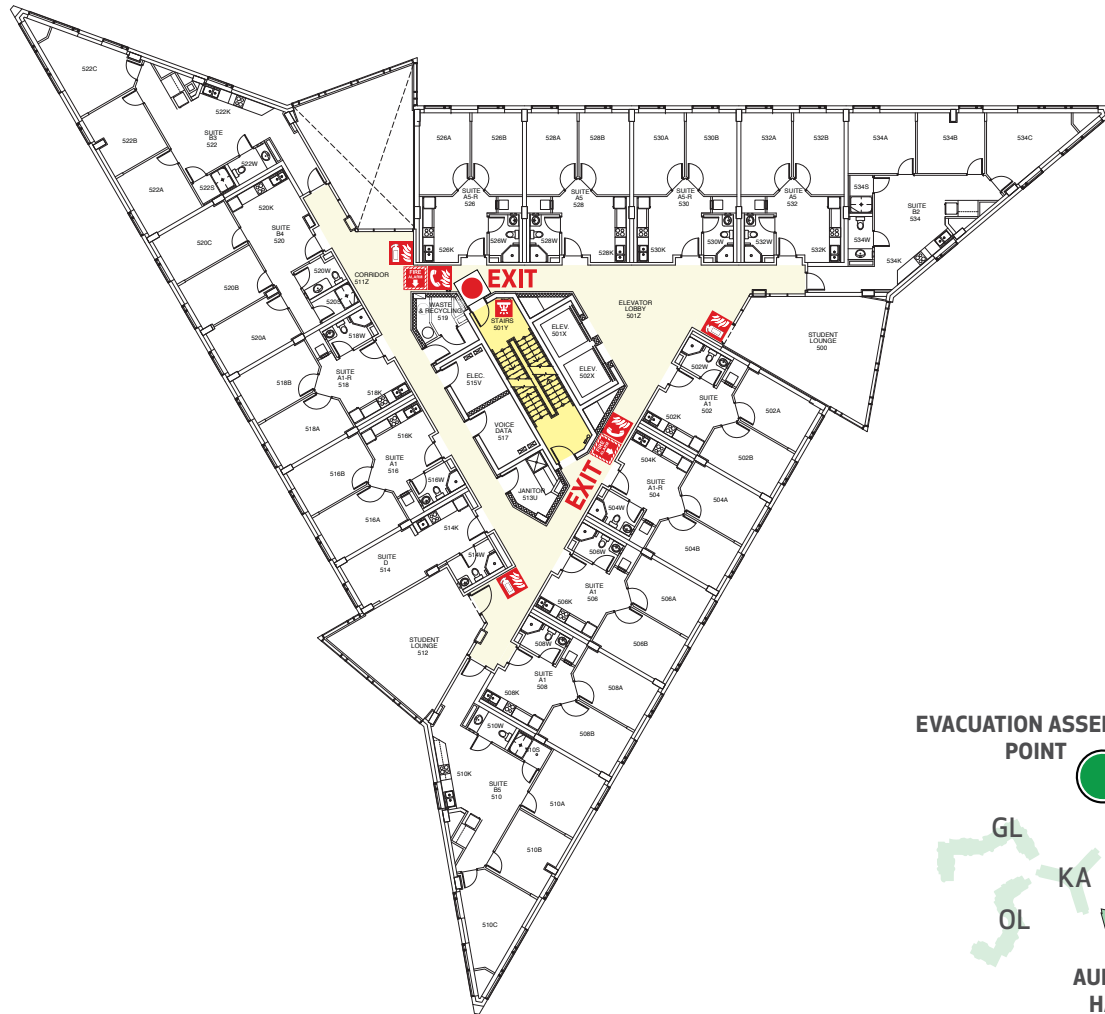 522C
522K
SUITE
B3
522
522B
522W
522A
522S
526A
526B
528A
528B
530A
530B
532A
532B
534A
534B
534C
SUITE
A5-R
526
SUITE
A5
528
SUITE
A5-R
530
SUITE
A5
532
534S
SUITE
B2
534
520K
SUITE
B4
520
520C
526K
526W
528W
528K
530K
530W
532W
532K
534W
534K
520W
520B
520S
CORRIDOR
511Z
FIRE
ALARM
EXIT
WASTE
& RECYCLING
519
STAIRS
501Y
ELEV.
501X
ELEVATOR
LOBBY
501Z
STUDENT
LOUNGE
500
520A
518W
SUITE
A1-R
518
518B
518K
518A
ELEC.
515V
ELEV.
502X
502W
SUITE
A1
502
502K
502A
502B
VOICE
DATA
517
516K
SUITE
A1
516
516B
516W
516A
JANITOR
513U
EXIT
504K
SUITE
A1-R
504
504A
504W
504B
514K
SUITE
D
514
514W
506W
SUITE
A1
506
506K
506A
506B
STUDENT
LOUNGE
512
508W
SUITE
A1
508
508K
508A
508B
510W
510S
510K
SUITE
B5
510
510A
510B
510C
EVACUATION ASSE
POINT
GL
KA
OL
AU
H